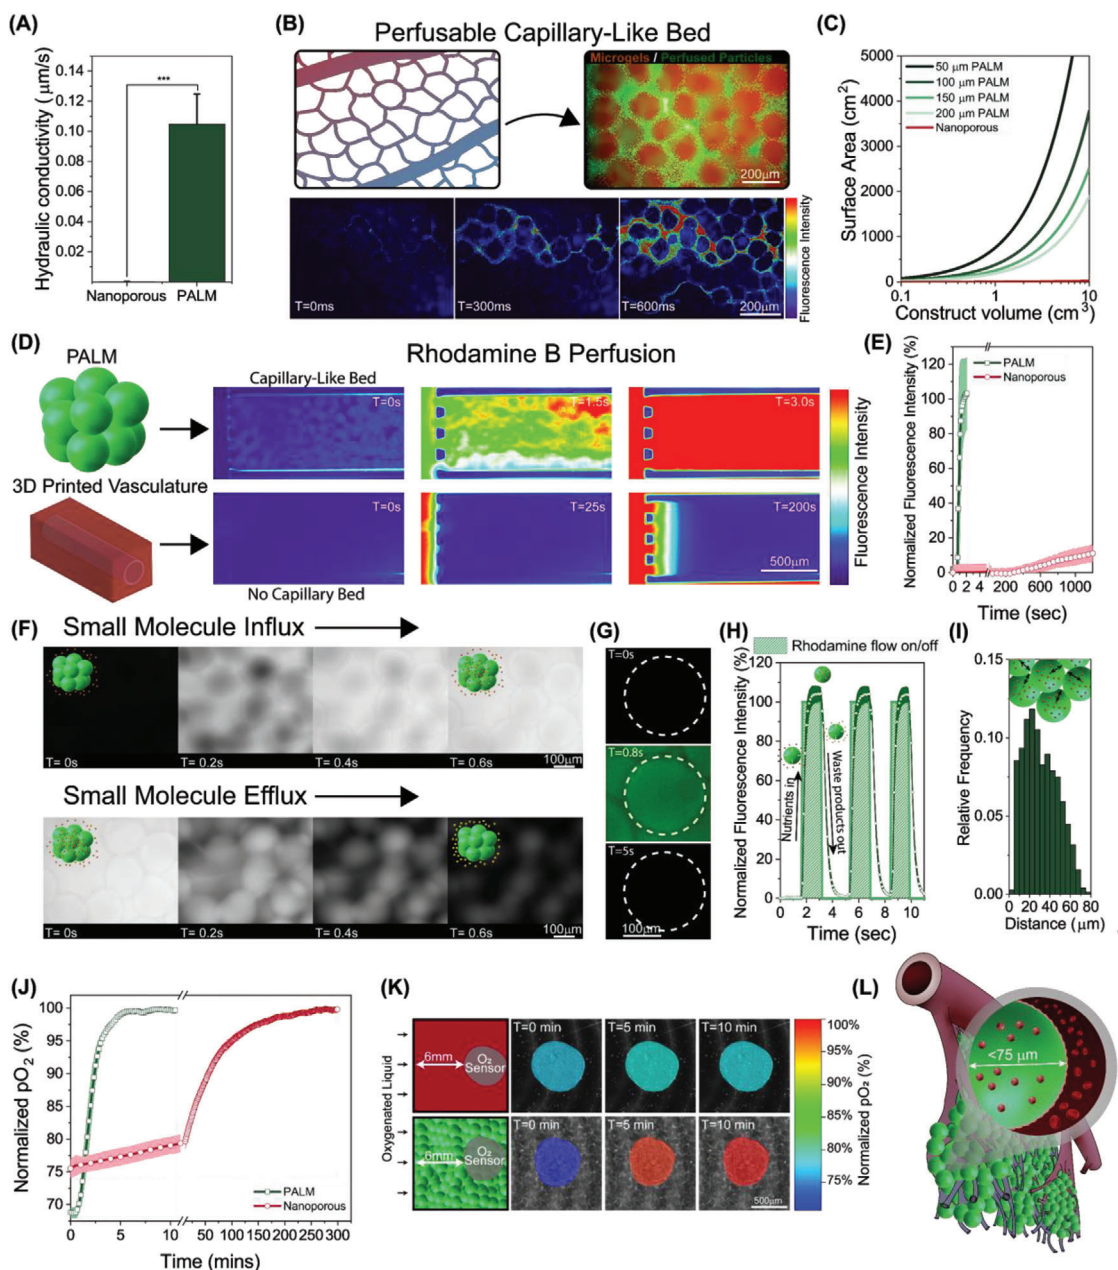 (A)
Hydraulic conductivity (μm/s)
0.14
0.12
0.10
0.08
0.06
0.04
0.02
***
Nanoporous PALM
(B)
Perfusable Capillary-Like Bed
Microgels / Perfused Particles
200μm
T=0ms
T=300ms
T=600ms
200μm
Fluorescence Intensity
(C)
Surface Area (cm²)
5000
4000
3000
2000
1000
0
50 μm PALM
100 μm PALM
150 μm PALM
200 μm PALM
Nanoporous
0.1 1 10
Construct volume (cm³)
(D)
PALM
Rhodamine B Perfusion
Capillary-Like Bed
T=0s
T=1.5s
T=3.0s
3D Printed Vasculature
T=0s
T=25s
T=200s
500μm
No Capillary Bed
Fluorescence Intensity
(E)
Normalized Fluorescence Intensity (%)
120
100
80
60
40
20
0
PALM
Nanoporous
0 2 4 200 600 1000
Time (sec)
(F)
Small Molecule Influx
T= 0s
T= 0.2s
T= 0.4s
T= 0.6s
100μm
Small Molecule Efflux
T= 0s
T= 0.2s
T= 0.4s
T= 0.6s
100μm
(G)
T=0s
T=0.8s
T=5s
100μm
(H)
Rhodamine flow on/off
Normalized Fluorescence Intensity (%)
120
100
80
60
40
20
0
Nutrients in
Waste products out
0 2 4 6 8 10
Time (sec)
(I)
Relative Frequency
0.15
0.10
0.05
0.00
20 40 60 80
Distance (μm)
(J)
Normalized pO₂ (%)
100
95
90
85
80
75
70
PALM
Nanoporous
0 5 10 50 100 150 200 250 300
Time (mins)
(K)
Oxygenated Liquid
6mm
O₂
Sensor
T=0 min
T=5 min
T=10 min
6mm
O₂
Sensor
T=0 min
T=5 min
T=10 min
500μm
100%
95%
90%
85%
80%
75%
Normalized pO₂ (%)
(L)
<75 μm